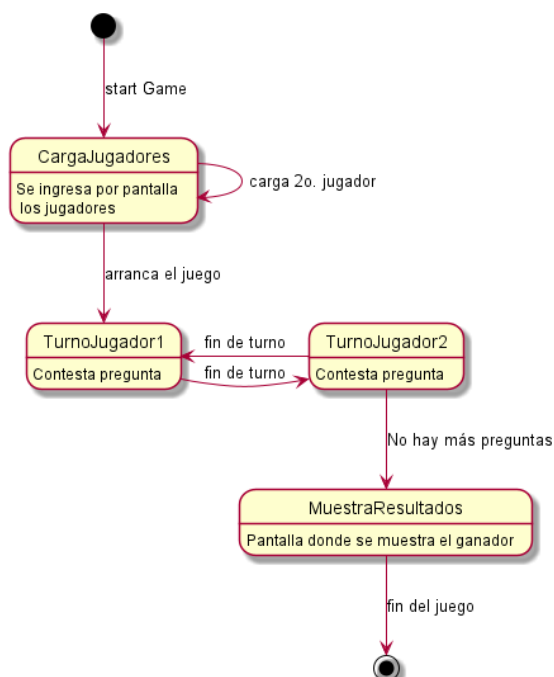 start Game
CargaJugadores
Se ingresa por pantalla
los jugadores
carga 2o. jugador
arranca el juego
TurnoJugador1
Contesta pregunta
fin de turno
fin de turno
TurnoJugador2
Contesta pregunta
No hay más preguntas
MuestraResultados
Pantalla donde se muestra el ganador
fin del juego